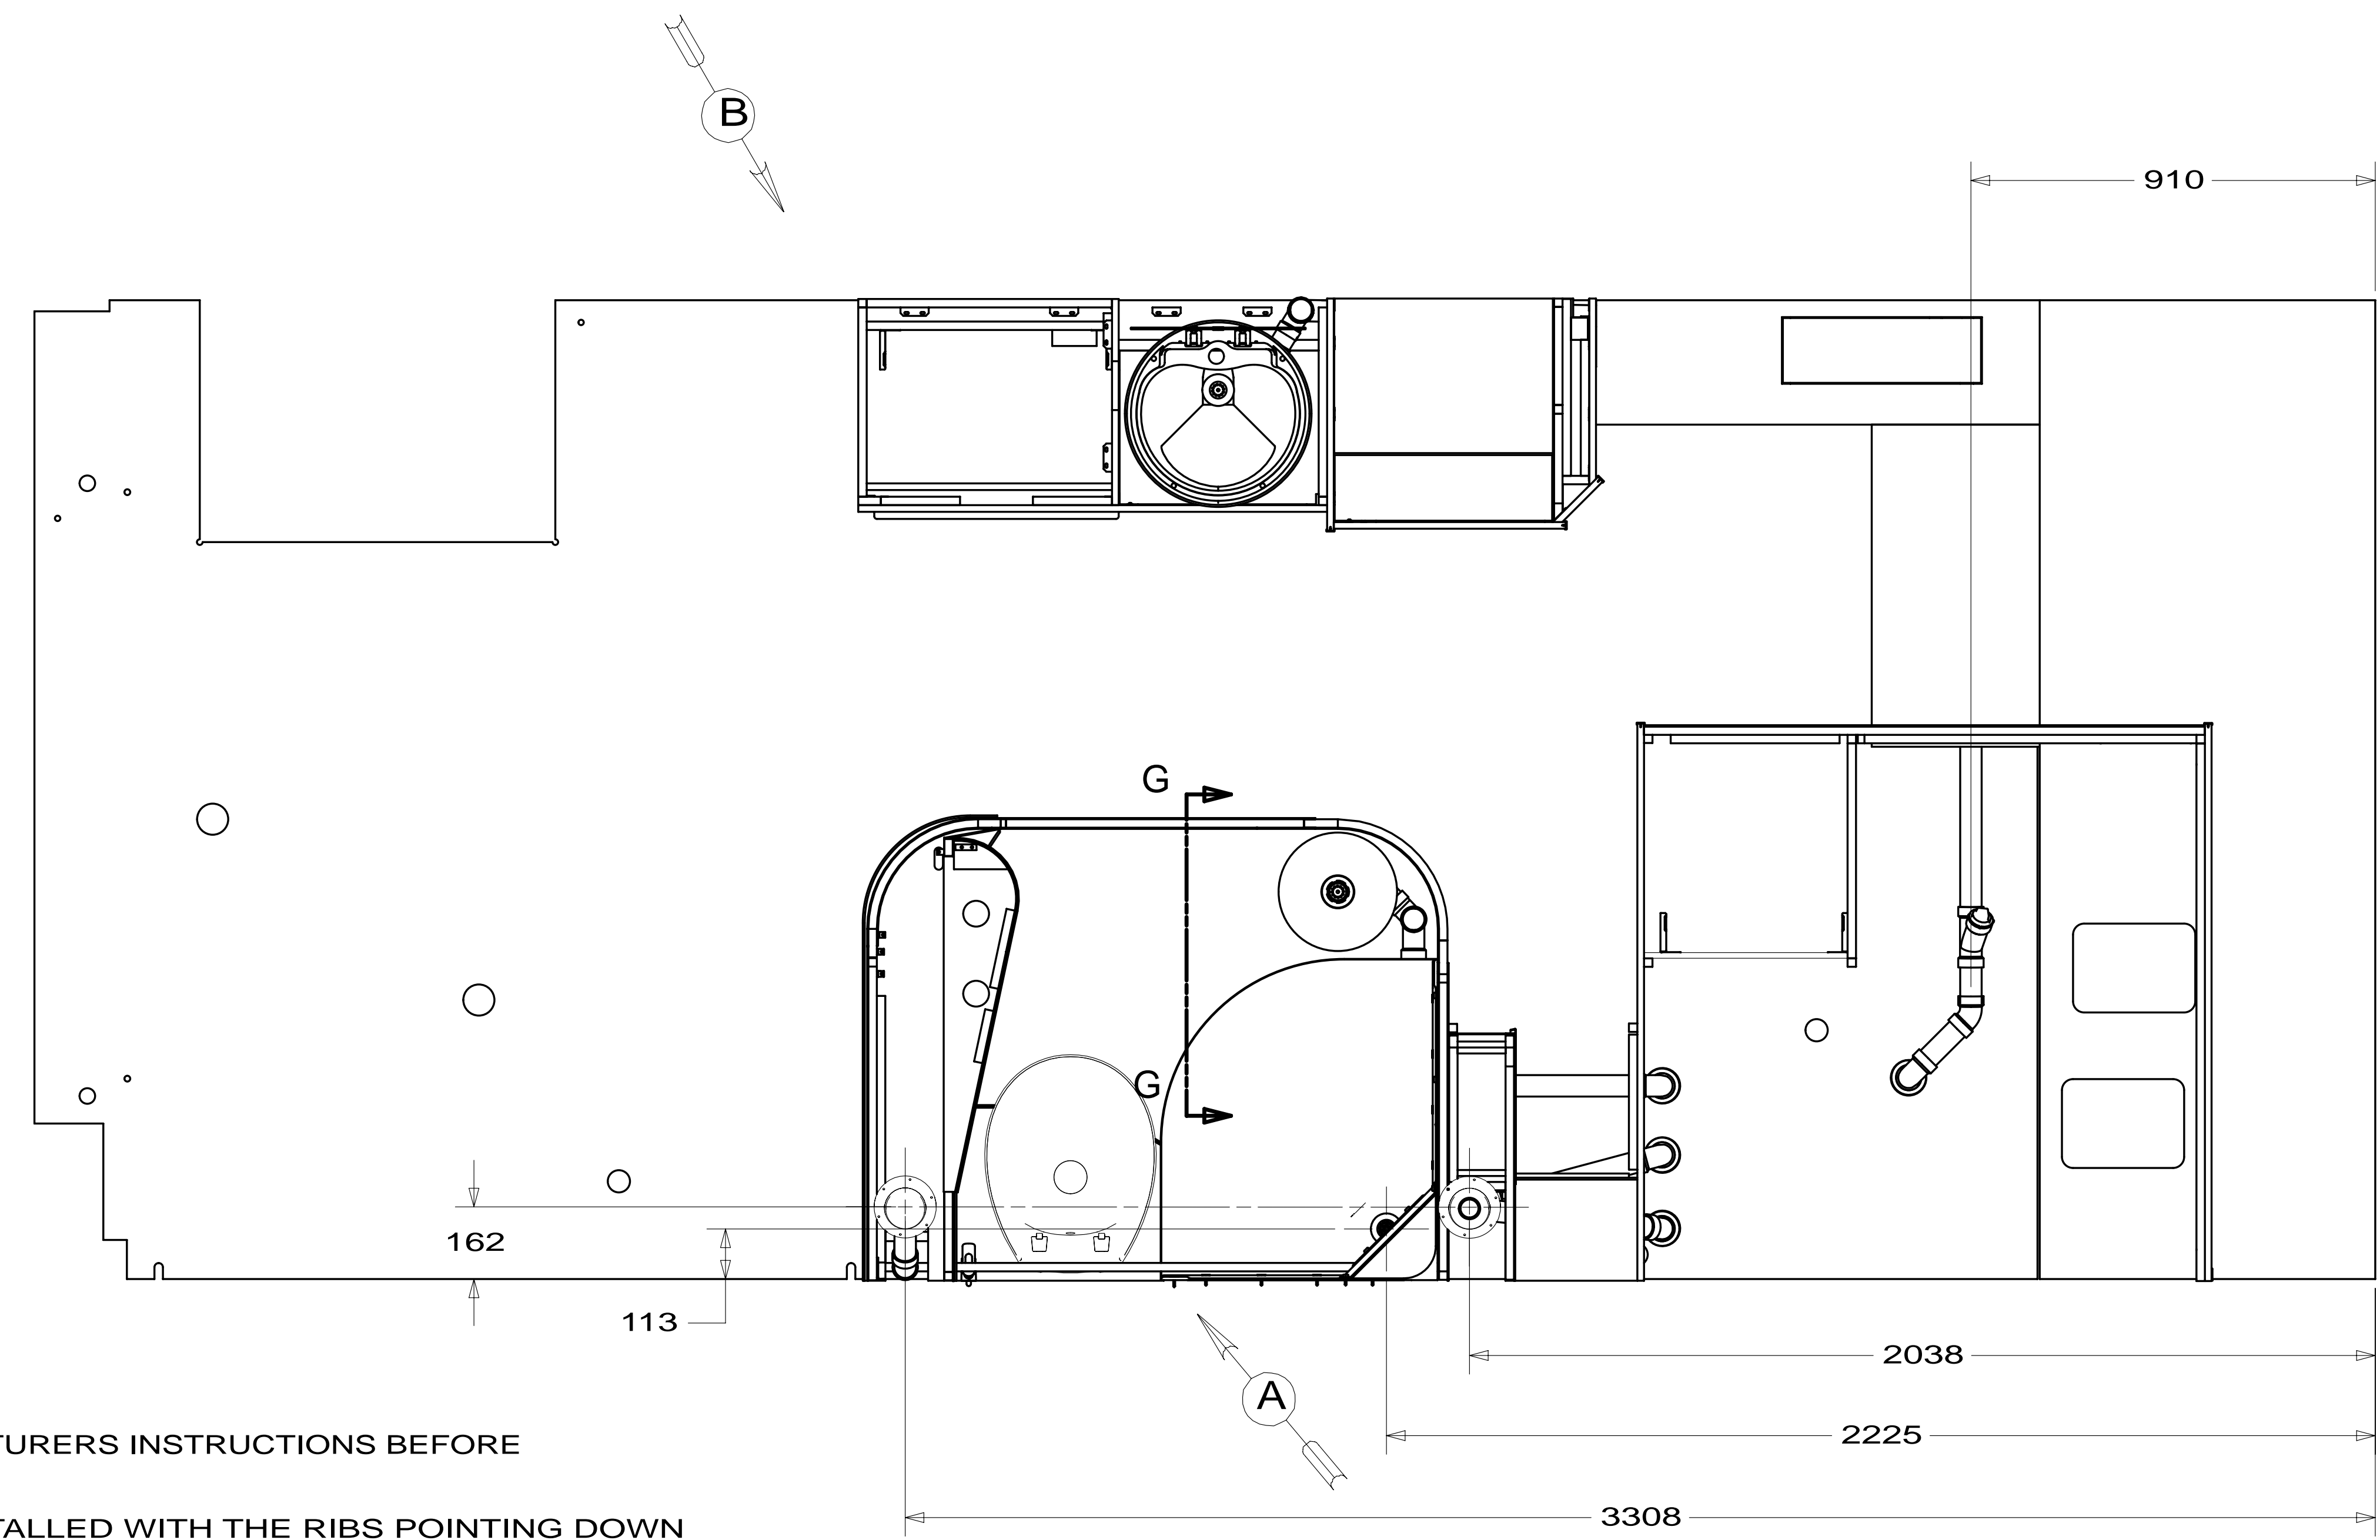 B
910
G
G
162
113
2038
A
TURERS INSTRUCTIONS BEFORE
2225
3308
TALLED WITH THE RIBS POINTING DOWN